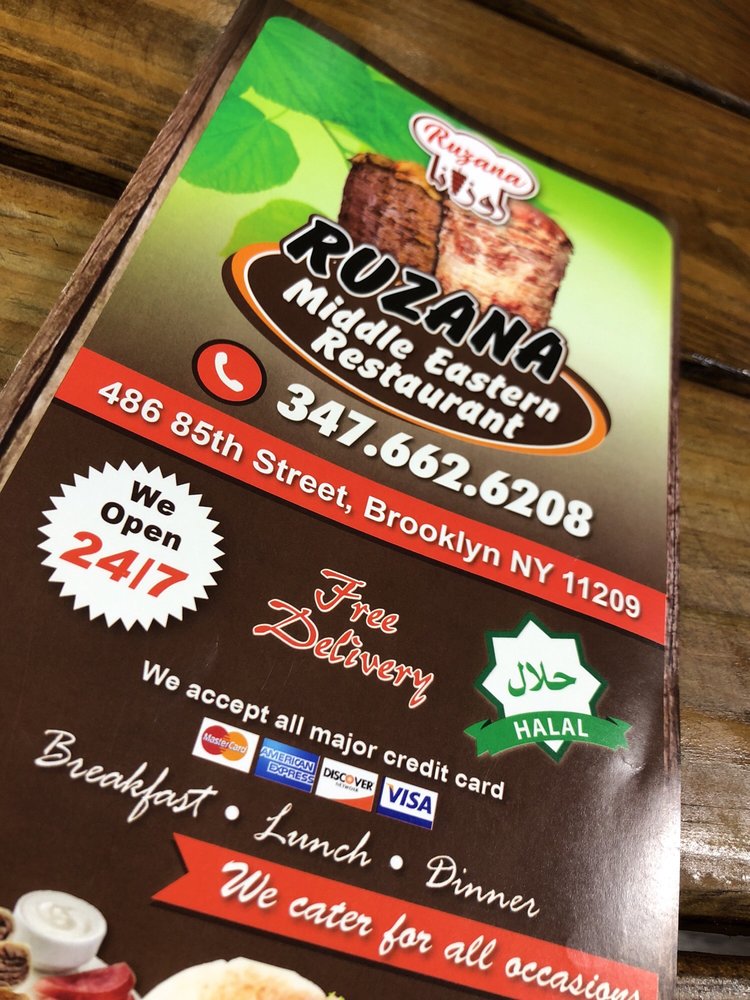 Ruzana
RUZANA
Middle Eastern
Restaurant
347.662.6208
486 85th Street, Brooklyn NY 11209
We
Open
24/7
Free
Delivery
حلال
HALAL
We accept all major credit card
MasterCard
AMERICAN
EXPRESS
DISCOVER
NETWORK
VISA
Breakfast • Lunch • Dinner
We cater for all occasions